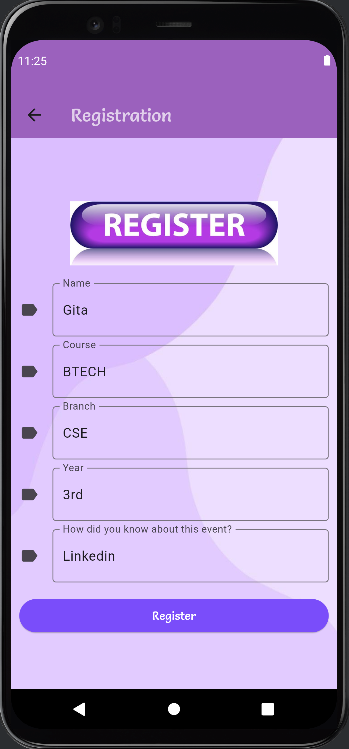 11:25
Registration
REGISTER
Name
Gita
Course
BTECH
Branch
CSE
Year
3rd
How did you know about this event?
Linkedin
Register